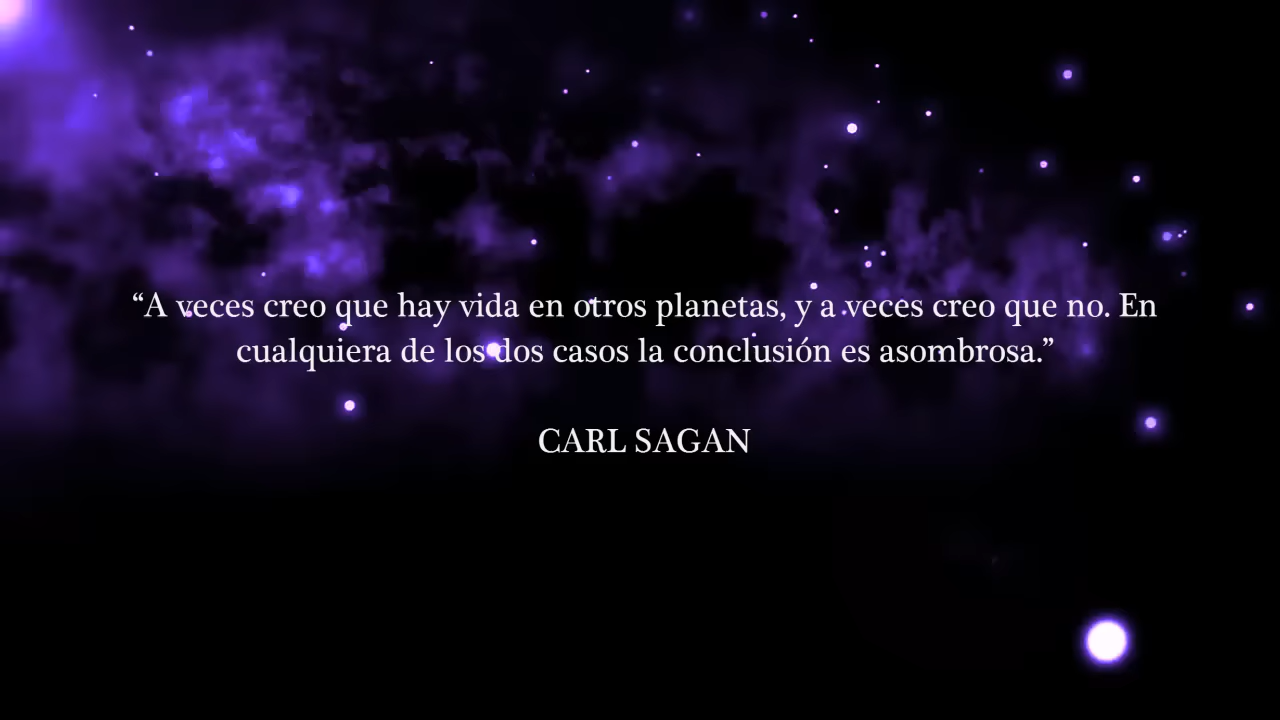 “A veces creo que hay vida en otros planetas, y a veces creo que no. En
cualquiera de los dos casos la conclusión es asombrosa.”
CARL SAGAN